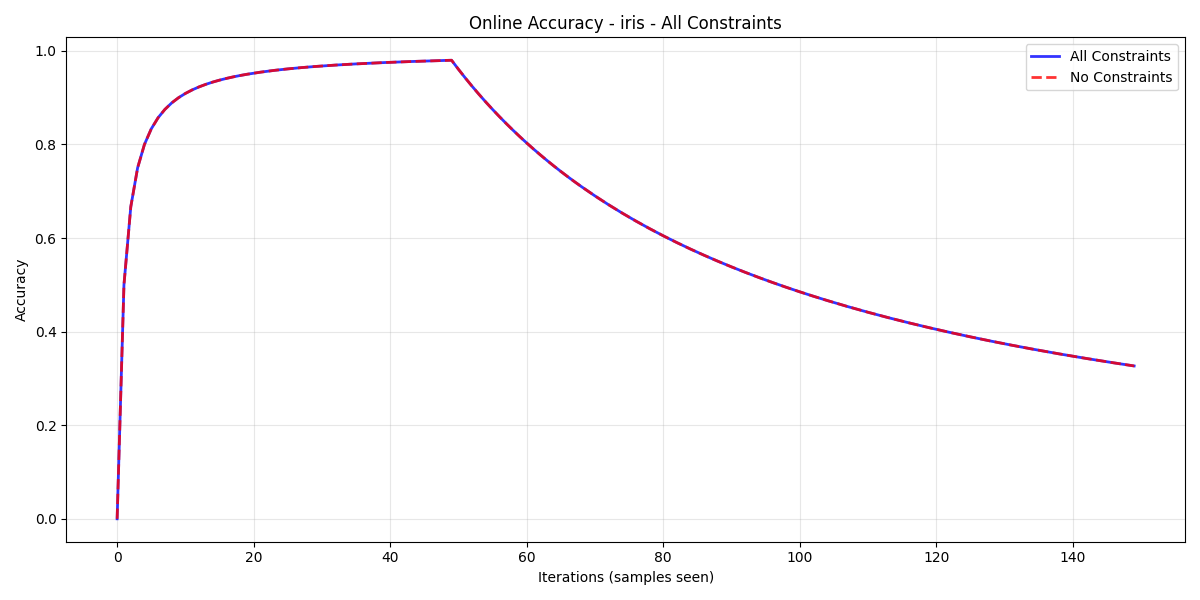 Online Accuracy - iris - All Constraints
All Constraints
No Constraints
Accuracy
1.0
0.8
0.6
0.4
0.2
0.0
0 20 40 60 80 100 120 140
Iterations (samples seen)